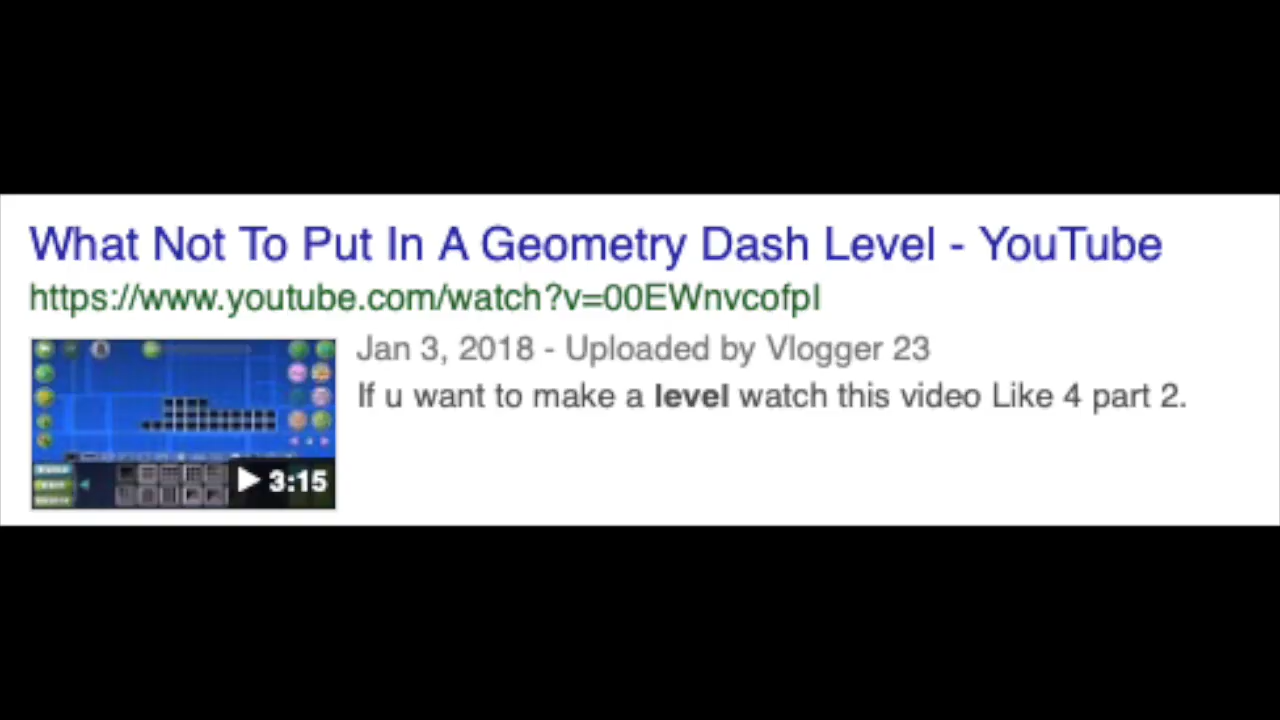 What Not To Put In A Geometry Dash Level - YouTube
https://www.youtube.com/watch?v=00EWnvcofpI
Jan 3, 2018 - Uploaded by Vlogger 23
If u want to make a level watch this video Like 4 part 2.
3:15